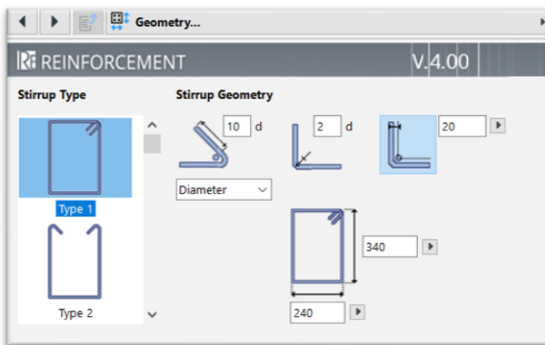 Geometry...
REINFORCEMENT V.4.00
Stirrup Type Stirrup Geometry
10 d 2 d 20
Diameter
Type 1
340
Type 2 240